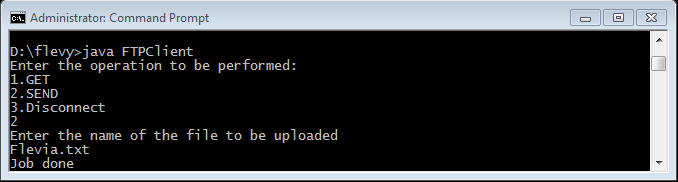 Administrator: Command Prompt
D:\flevy>java FTPClient
Enter the operation to be performed:
1.GET
2.SEND
3.Disconnect
2
Enter the name of the file to be uploaded
Flevia.txt
Job done